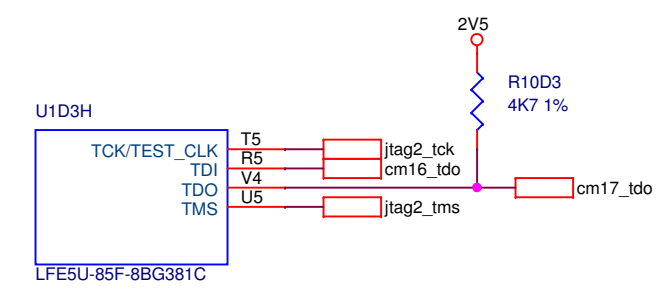 2V5
R10D3
4K7 1%
U1D3H
TCK/TEST_CLK T5 jtag2_tck
TDI R5 cm16_tdo
TDO V4 cm17_tdo
TMS U5 jtag2_tms
LFE5U-85F-8BG381C